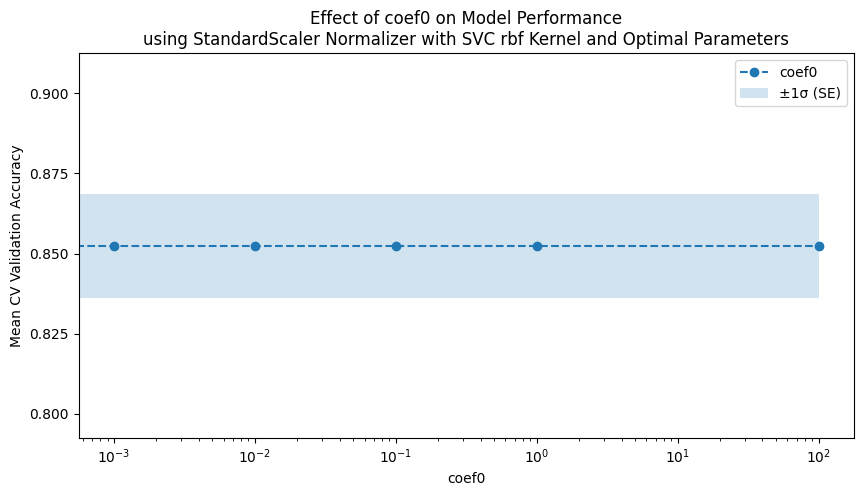 Effect of coef0 on Model Performance
using StandardScaler Normalizer with SVC rbf Kernel and Optimal Parameters
coef0
±1σ (SE)
Mean CV Validation Accuracy
0.900
0.875
0.850
0.825
0.800
10⁻³ 10⁻² 10⁻¹ 10⁰ 10¹ 10²
coef0